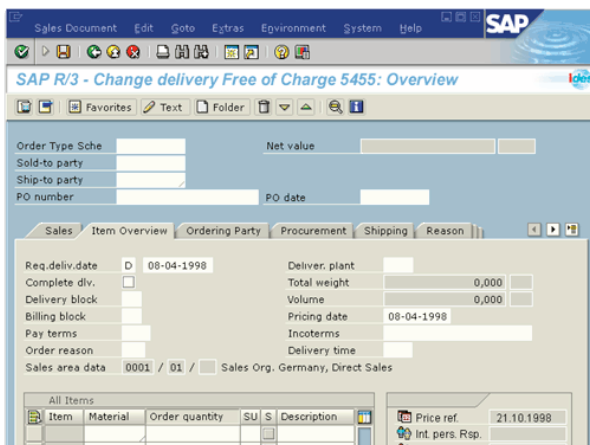 Sales Document Edit Goto Extras Environment System Help
SAP
SAP R/3 - Change delivery Free of Charge 5455: Overview
Favorites Text Folder
Order Type Sche Net value
Sold-to party
Ship-to party
PO number PO date
Sales Item Overview Ordering Party Procurement Shipping Reason
Req.deliv.date D 08-04-1998 Deliver. plant
Complete dlv. Total weight 0,000
Delivery block Volume 0,000
Billing block Pricing date 08-04-1998
Pay terms Incoterms
Order reason Delivery time
Sales area data 0001 / 01 / Sales Org. Germany, Direct Sales
All Items
Item Material Order quantity SU S Description
Price ref. 21.10.1998
Int. pers. Rsp.